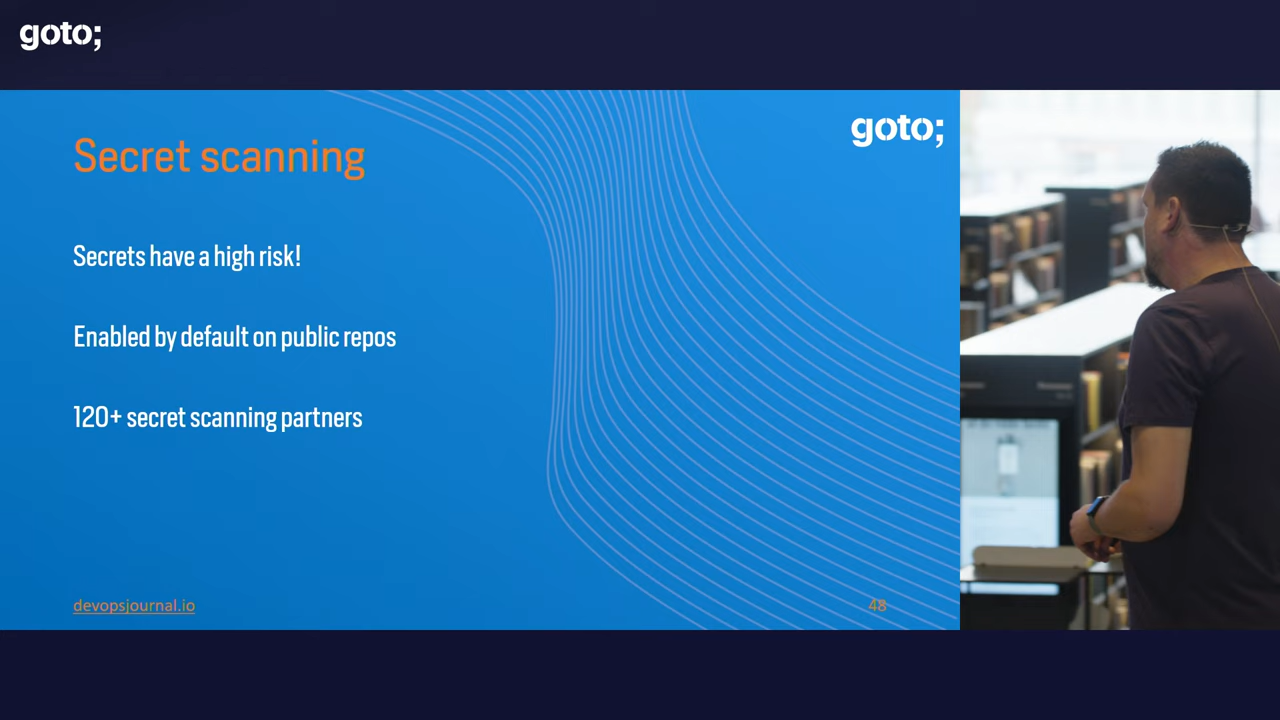 goto;
goto;
Secret scanning
Secrets have a high risk!
Enabled by default on public repos
120+ secret scanning partners
devopsjournal.io
48